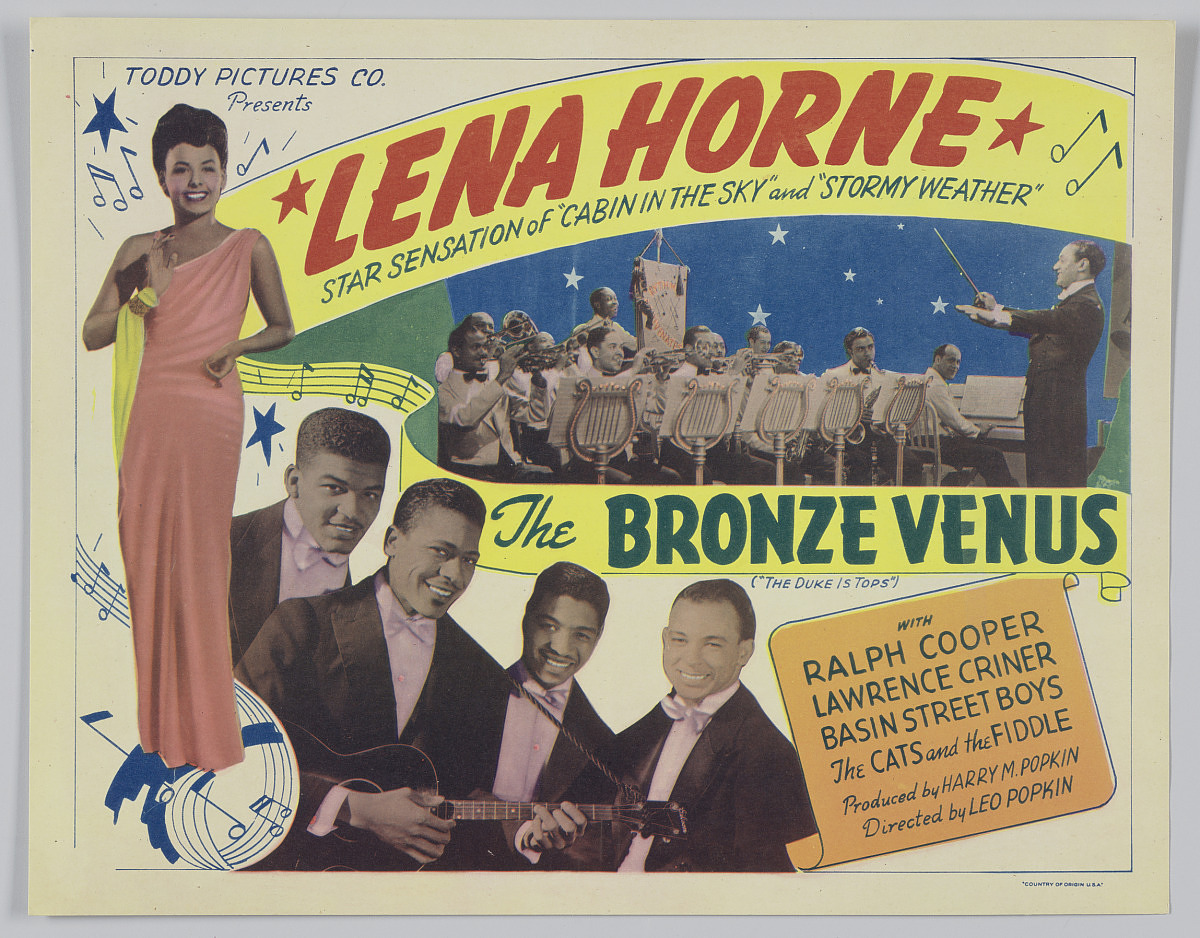 TODDY PICTURES CO.
Presents
LENA HORNE
STAR SENSATION of "CABIN IN THE SKY" and "STORMY WEATHER"
The BRONZE VENUS
("THE DUKE IS TOPS")
WITH
RALPH COOPER
LAWRENCE CRINER
BASIN STREET BOYS
The CATS and the FIDDLE
Produced by HARRY M. POPKIN
Directed by LEO POPKIN
"COUNTRY OF ORIGIN U.S.A."